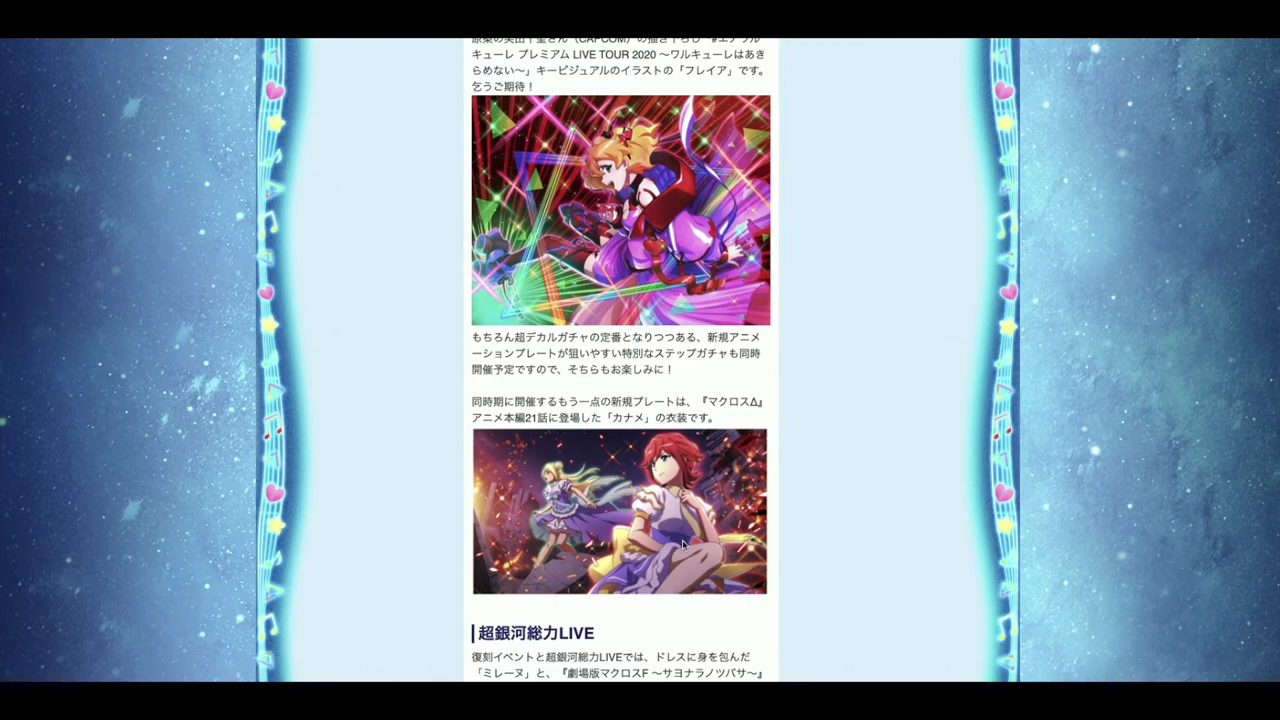 キューレ プレミアム LIVE TOUR 2020 〜ワルキューレはあき
らめない〜」キービジュアルのイラストの「フレイア」です。
乞うご期待！
もちろん超デカルガチャの定番となりつつある、新規アニメ
ーションプレートが狙いやすい特別なステップガチャも同時
開催予定ですので、そちらもお楽しみに！
同時期に開催するもう一点の新規プレートは、『マクロスΔ』
アニメ本編21話に登場した「カナメ」の衣装です。
超銀河総力LIVE
復刻イベントと超銀河総力LIVEでは、ドレスに身を包んだ
「ミレーヌ」と、『劇場版マクロスF 〜サヨナラノツバサ〜』